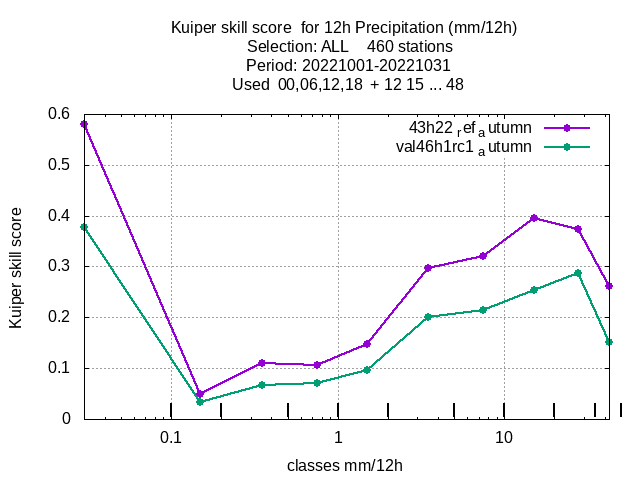 Kuiper skill score  for 12h Precipitation (mm/12h)
Selection: ALL    460 stations
Period: 20221001-20221031
Used  00,06,12,18  + 12 15 ... 48
43h22 refautumn
val46h1rc1 autumn
0.6
0.5
0.4
0.3
0.2
0.1
0
Kuiper skill score
0.1 1 10
classes mm/12h